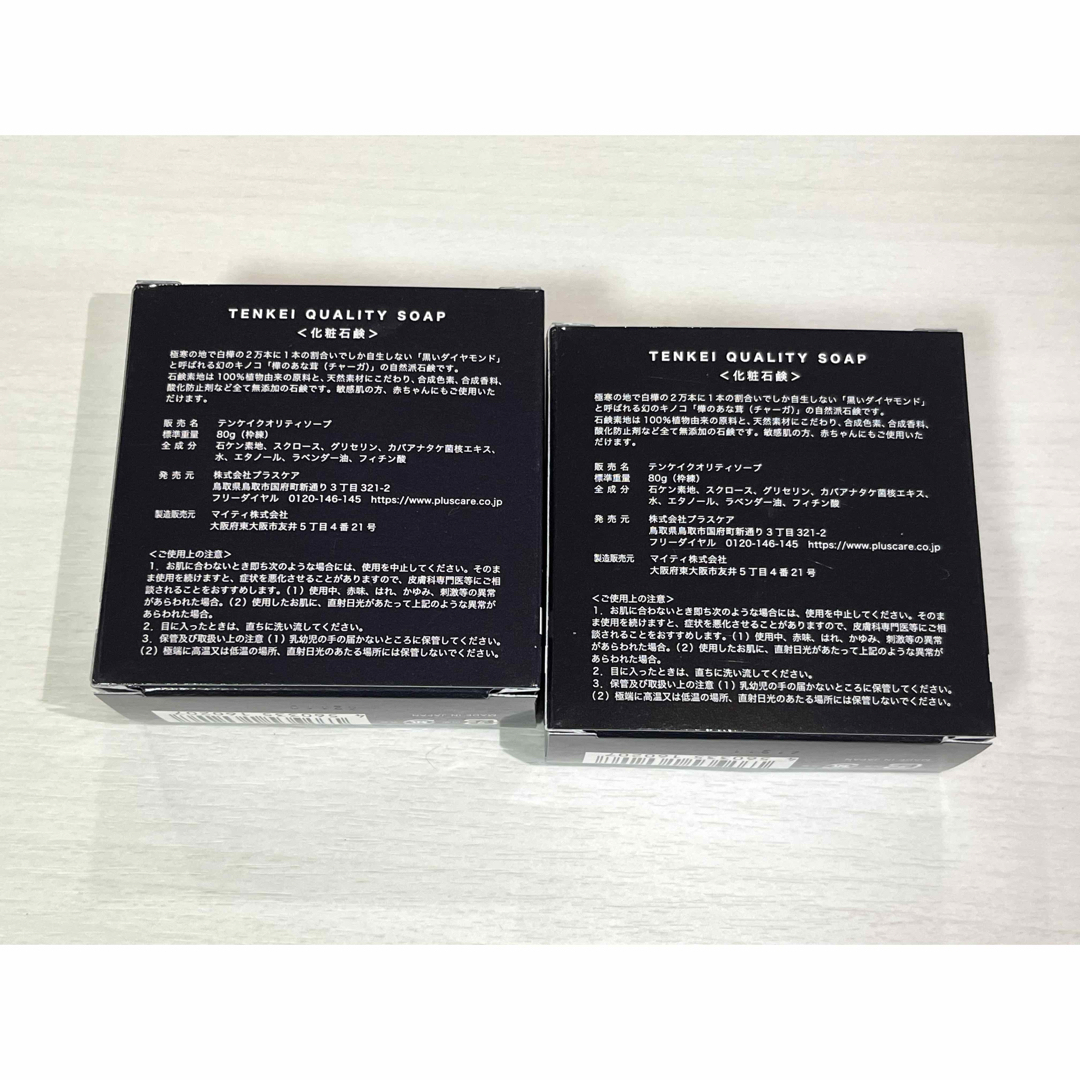 TENKEI QUALITY SOAP
＜化粧石鹸＞
極寒の地で白樺の２万本に１本の割合いでしか自生しない「黒いダイヤモンド」
と呼ばれる幻のキノコ「樺のあな茸（チャーガ）」の自然派石鹸です。
石鹸素地は100％植物由来の原料と、天然素材にこだわり、合成色素、合成香料、
酸化防止剤など全て無添加の石鹸です。敏感肌の方、赤ちゃんにもご使用いた
だけます。
販売名 テンケイクオリティソープ
標準重量 80g（枠練）
全成分 石ケン素地、スクロース、グリセリン、カバアナタケ菌核エキス、
水、エタノール、ラベンダー油、フィチン酸
発売元 株式会社プラスケア
鳥取県鳥取市国府町新通り３丁目321-2
フリーダイヤル 0120-146-145 https://www.pluscare.co.jp
製造販売元 マイティ株式会社
大阪府東大阪市友井５丁目４番21号
＜ご使用上の注意＞
１．お肌に合わないとき即ち次のような場合には、使用を中止してください。そのま
ま使用を続けますと、症状を悪化させることがありますので、皮膚科専門医等にご相
談されることをおすすめします。（１）使用中、赤味、はれ、かゆみ、刺激等の異常
があらわれた場合。（２）使用したお肌に、直射日光があたって上記のような異常が
あらわれた場合。
２．目に入ったときは、直ちに洗い流してください。
３．保管及び取扱い上の注意（１）乳幼児の手の届かないところに保管してください。
（２）極端に高温又は低温の場所、直射日光のあたる場所には保管しないでください。
TENKEI QUALITY SOAP
＜化粧石鹸＞
極寒の地で白樺の２万本に１本の割合いでしか自生しない「黒いダイヤモンド」
と呼ばれる幻のキノコ「樺のあな茸（チャーガ）」の自然派石鹸です。
石鹸素地は100％植物由来の原料と、天然素材にこだわり、合成色素、合成香料、
酸化防止剤など全て無添加の石鹸です。敏感肌の方、赤ちゃんにもご使用いた
だけます。
販売名 テンケイクオリティソープ
標準重量 80g（枠練）
全成分 石ケン素地、スクロース、グリセリン、カバアナタケ菌核エキス、
水、エタノール、ラベンダー油、フィチン酸
発売元 株式会社プラスケア
鳥取県鳥取市国府町新通り３丁目321-2
フリーダイヤル 0120-146-145 https://www.pluscare.co.jp
製造販売元 マイティ株式会社
大阪府東大阪市友井５丁目４番21号
＜ご使用上の注意＞
１．お肌に合わないとき即ち次のような場合には、使用を中止してください。そのま
ま使用を続けますと、症状を悪化させることがありますので、皮膚科専門医等にご相
談されることをおすすめします。（１）使用中、赤味、はれ、かゆみ、刺激等の異常
があらわれた場合。（２）使用したお肌に、直射日光があたって上記のような異常が
あらわれた場合。
２．目に入ったときは、直ちに洗い流してください。
３．保管及び取扱い上の注意（１）乳幼児の手の届かないところに保管してください。
（２）極端に高温又は低温の場所、直射日光のあたる場所には保管しないでください。